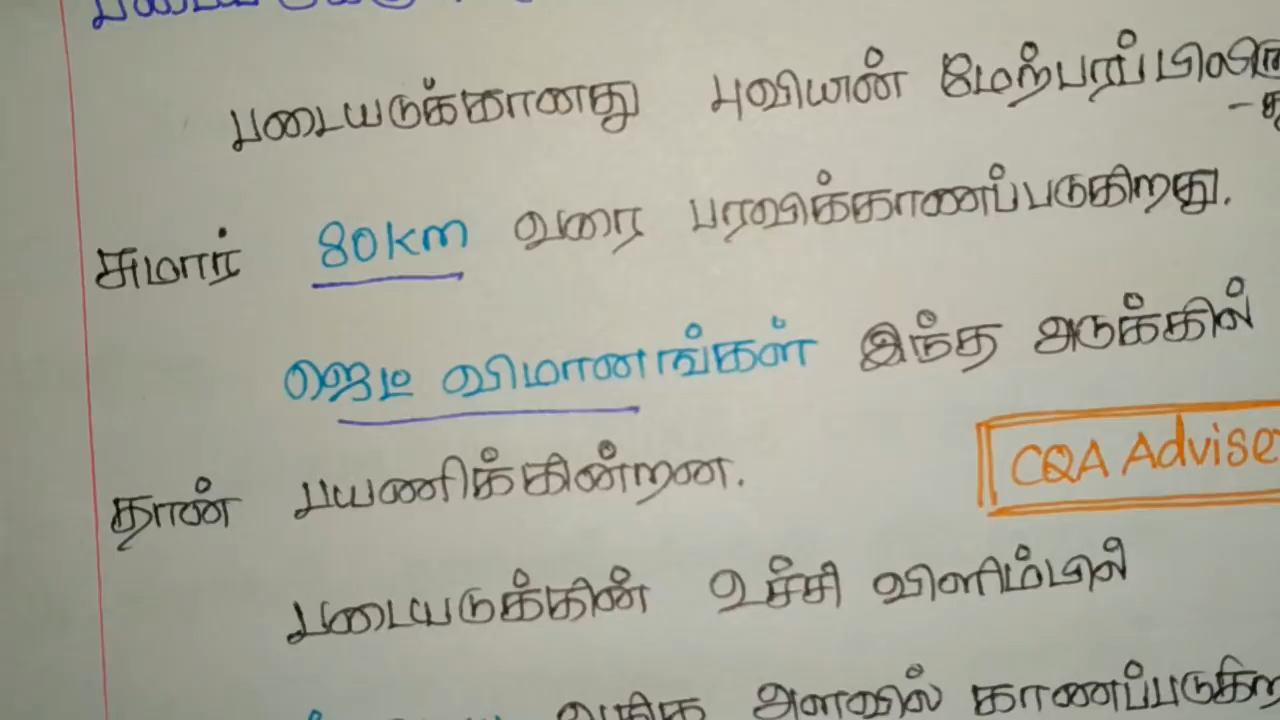 படையடுக்கானது புவியின் மேற்பரப்பிலிரு
-ந்து
சுமார் 80km வரை பரவிக்காணப்படுகிறது.
ஜெட் விமானங்கள் இந்த அடுக்கில்
தான் பயணிக்கின்றன.
CQA Advise
படையடுக்கின் உச்சி விளிம்பில்
அளவில் காணப்படுகிற